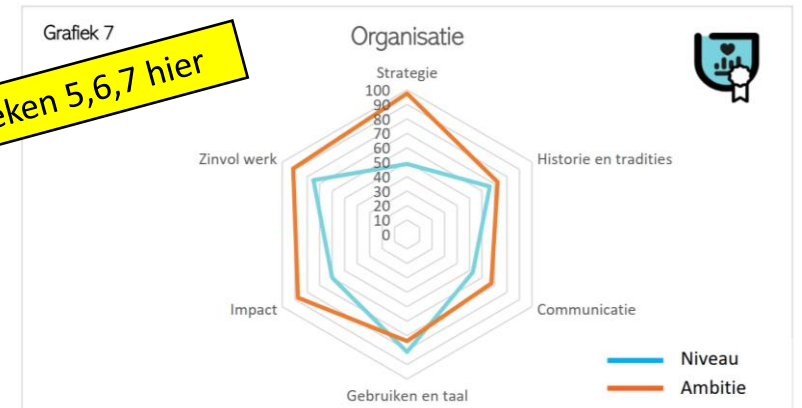 Grafiek 7
Organisatie
5,6,7 hier
Strategie
100
90
80
70
60
50
40
30
20
10
0
Zinvol werk
Historie en tradities
Impact
Communicatie
Gebruiken en taal
Niveau
Ambitie